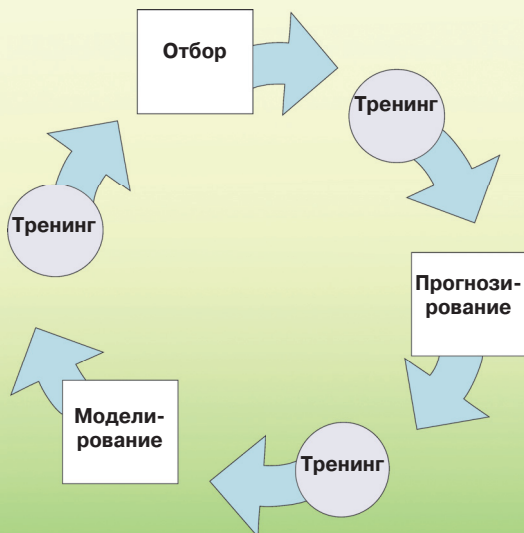 Отбор
Тренинг
Тренинг
Прогнози-
рование
Модели-
рование
Тренинг